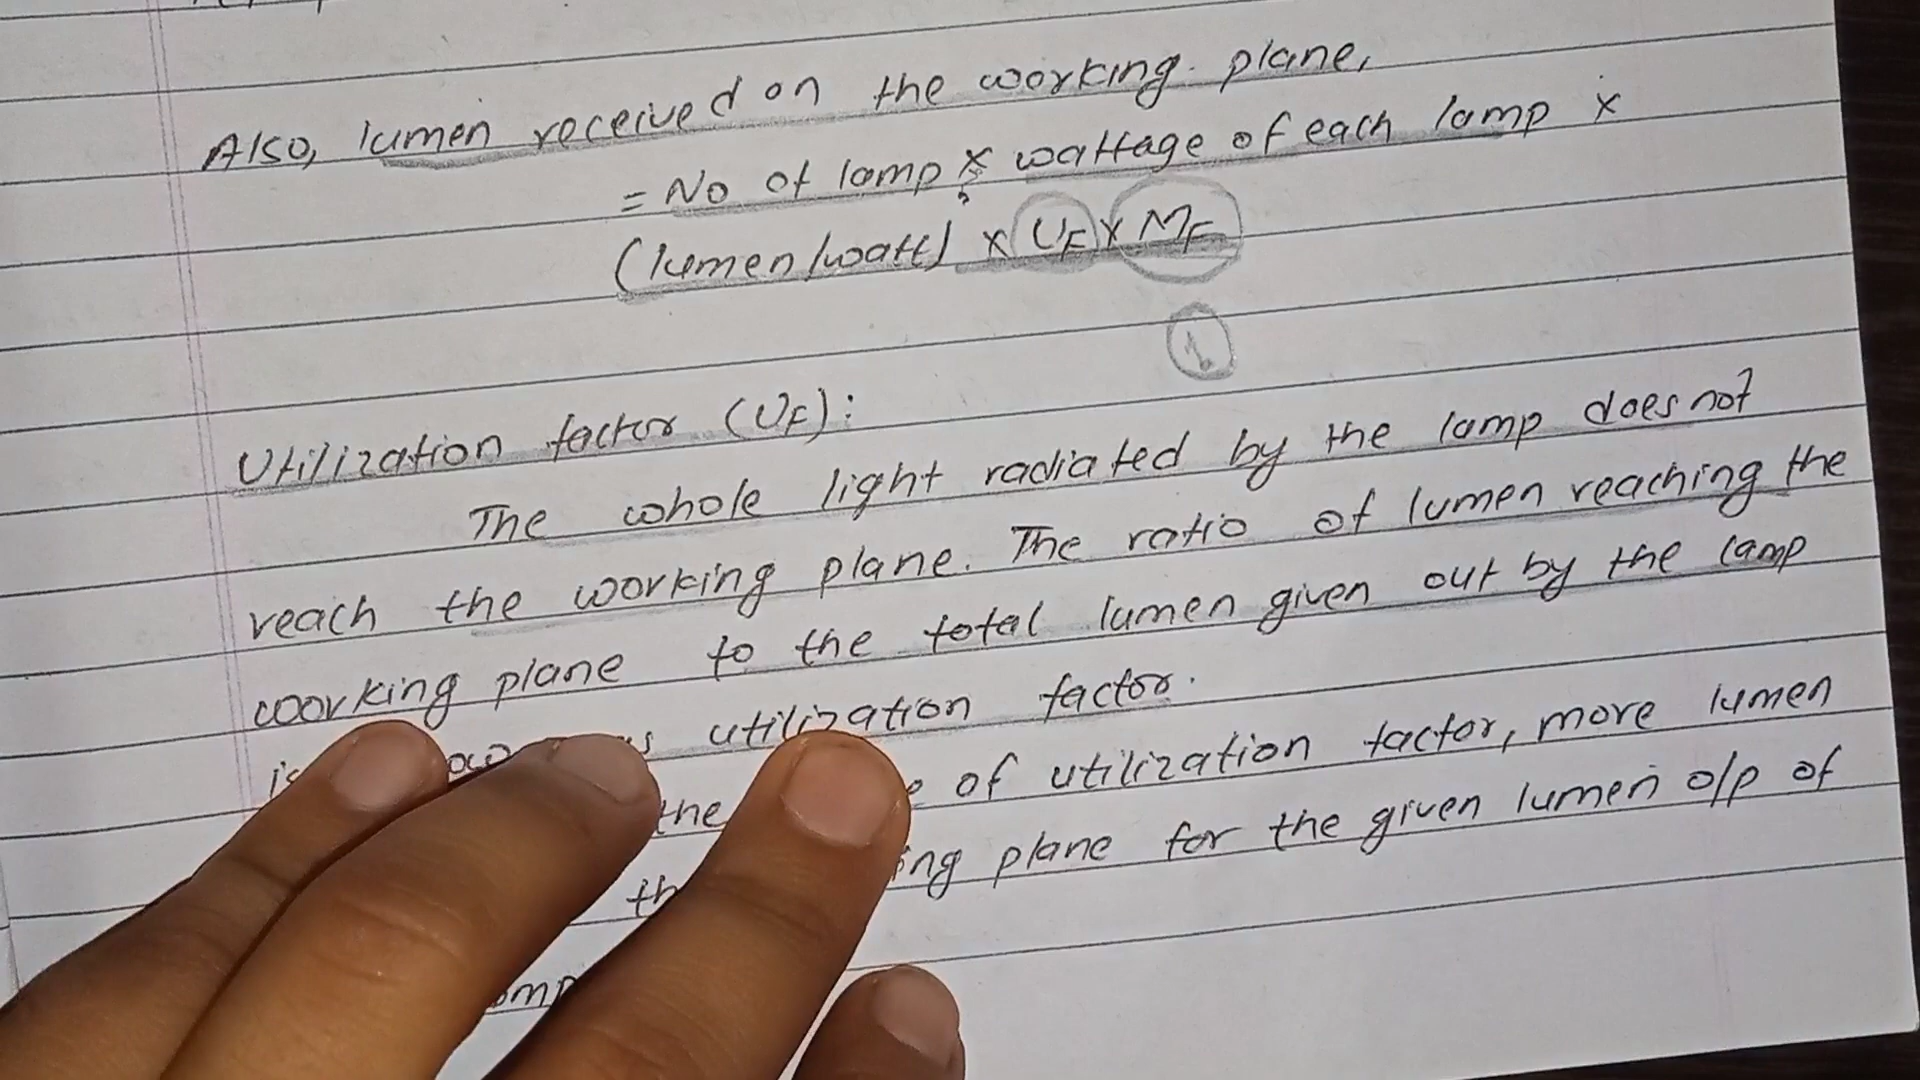 Also, lumen received on the working plane,
= No of lamp x wattage of each lamp x
(lumen/watt) x UF x MF
Utilization factor (UF):
The whole light radiated by the lamp does not
reach the working plane. The ratio of lumen reaching the
working plane to the total lumen given out by the lamp
utilization factor.
the of utilization factor, more lumen
plane for the given lumen o/p of